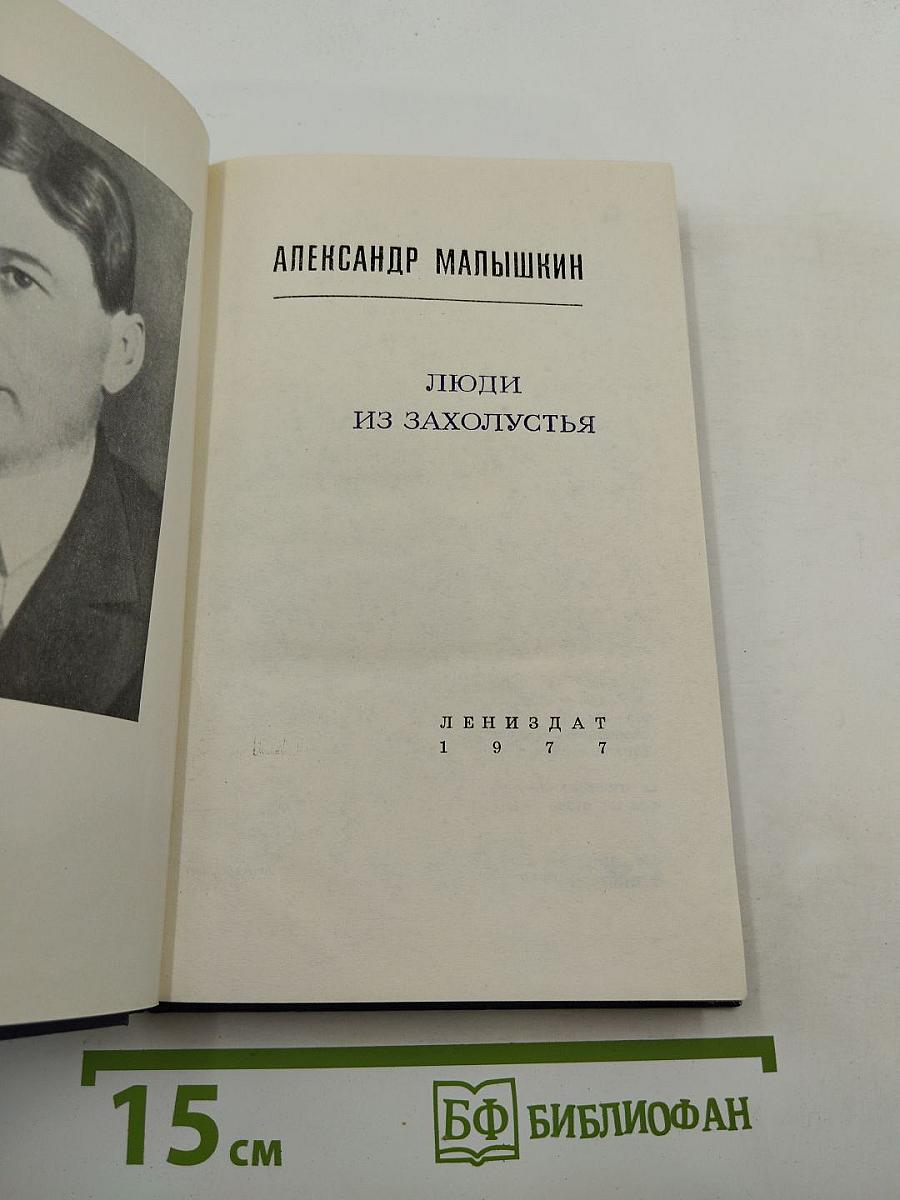 АЛЕКСАНДР МАЛЫШКИН
ЛЮДИ
ИЗ ЗАХОЛУСТЬЯ
ЛЕНИЗДАТ
1977
15 см
БФ БИБЛИОФАН